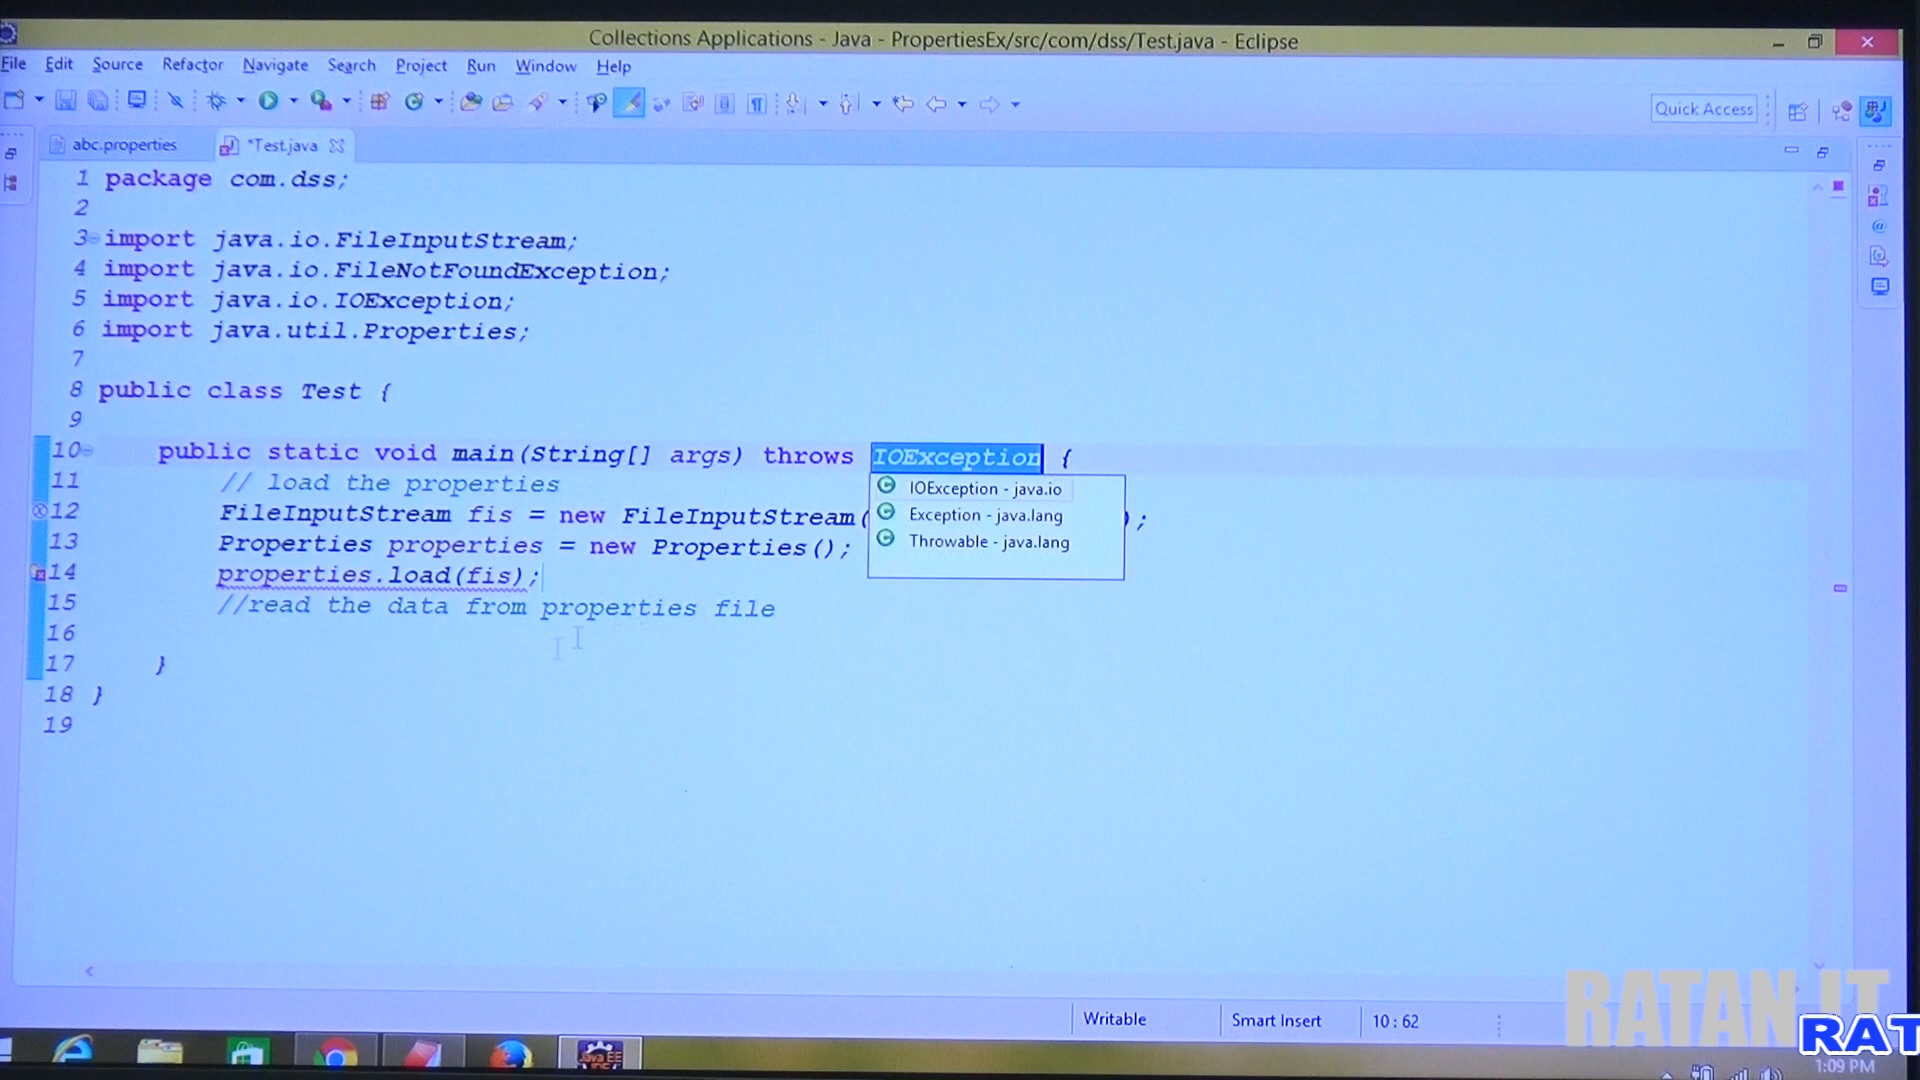 Collections Applications - Java - PropertiesEx/src/com/dss/Test.java - Eclipse
File Edit Source Refactor Navigate Search Project Run Window Help
Quick Access
abc.properties *Test.java
1 package com.dss;
2
3 import java.io.FileInputStream;
4 import java.io.FileNotFoundException;
5 import java.io.IOException;
6 import java.util.Properties;
7
8 public class Test {
9
10 public static void main(String[] args) throws IOException {
11 // load the properties
IOException - java.io
12 FileInputStream fis = new FileInputStream( );
Exception - java.lang
13 Properties properties = new Properties();
Throwable - java.lang
14 properties.load(fis);
15 //read the data from properties file
16
17 }
18 }
19
Writable Smart Insert 10 : 62
RATAN IT
RAT
Java EE
IDE
1:09 PM